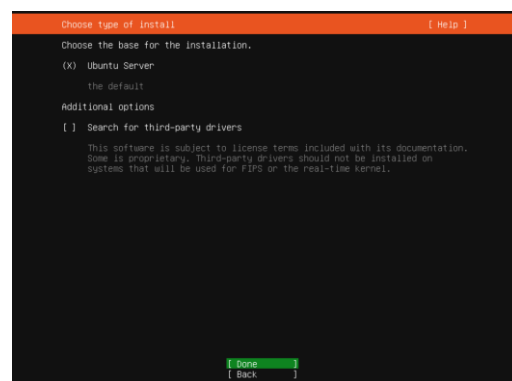 Choose type of install [ Help ]
Choose the base for the installation.
(X) Ubuntu Server
the default
Additional options
[ ] Search for third-party drivers
This software is subject to license terms included with its documentation.
Some is proprietary. Third-party drivers should not be installed on
systems that will be used for FIPS or the real-time kernel.
[ Done ]
[ Back ]